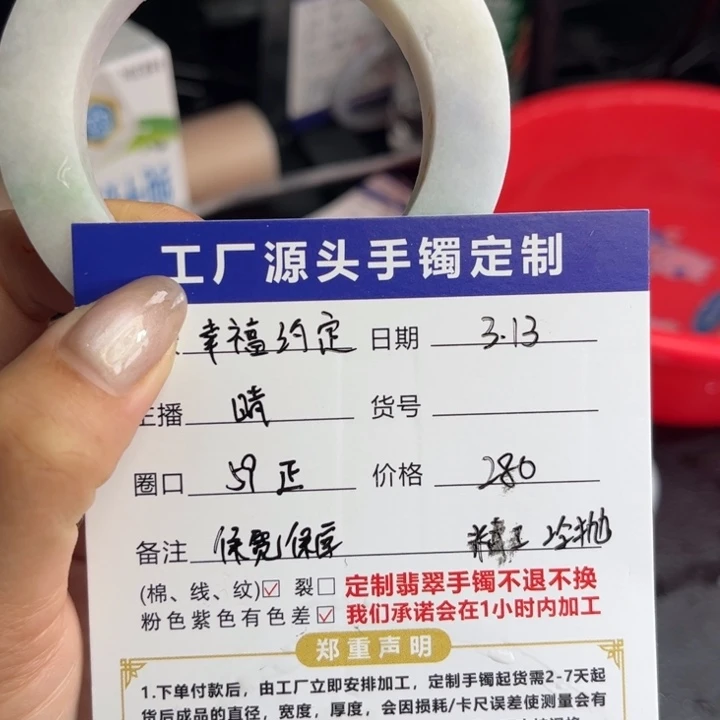 工厂源头手镯定制
幸福约定 日期 3.13
主播 晴 货号
圈口 59 正 价格 280
备注 保宽保厚 精工 冷抛
(棉、线、纹)☑ 裂□ 定制翡翠手镯不退不换
粉色紫色有色差☑ 我们承诺会在1小时内加工
郑重声明
1.下单付款后，由工厂立即安排加工，定制手镯起货需2-7天起
货后成品的直径，宽度，厚度，会因损耗/卡尺误差使测量会有